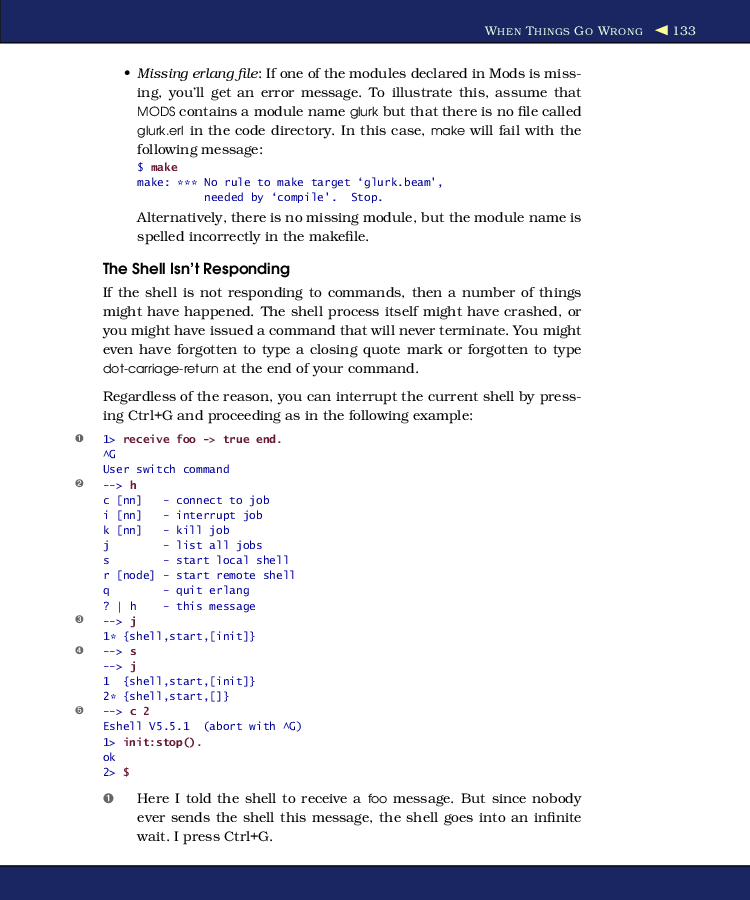 WHEN THINGS GO WRONG ◀ 133
• Missing erlang file: If one of the modules declared in Mods is miss-
ing, you’ll get an error message. To illustrate this, assume that
MODS contains a module name glurk but that there is no file called
glurk.erl in the code directory. In this case, make will fail with the
following message:
$ make
make: *** No rule to make target ‘glurk.beam’,
needed by ‘compile’. Stop.
Alternatively, there is no missing module, but the module name is
spelled incorrectly in the makefile.
The Shell Isn’t Responding
If the shell is not responding to commands, then a number of things
might have happened. The shell process itself might have crashed, or
you might have issued a command that will never terminate. You might
even have forgotten to type a closing quote mark or forgotten to type
dot-carriage-return at the end of your command.
Regardless of the reason, you can interrupt the current shell by press-
ing Ctrl+G and proceeding as in the following example:
❶ 1> receive foo -> true end.
^G
User switch command
❷ --> h
c [nn] - connect to job
i [nn] - interrupt job
k [nn] - kill job
j - list all jobs
s - start local shell
r [node] - start remote shell
q - quit erlang
? | h - this message
❸ --> j
1* {shell,start,[init]}
❹ --> s
--> j
1 {shell,start,[init]}
2* {shell,start,[]}
❺ --> c 2
Eshell V5.5.1 (abort with ^G)
1> init:stop().
ok
2> $
❶ Here I told the shell to receive a foo message. But since nobody
ever sends the shell this message, the shell goes into an infinite
wait. I press Ctrl+G.